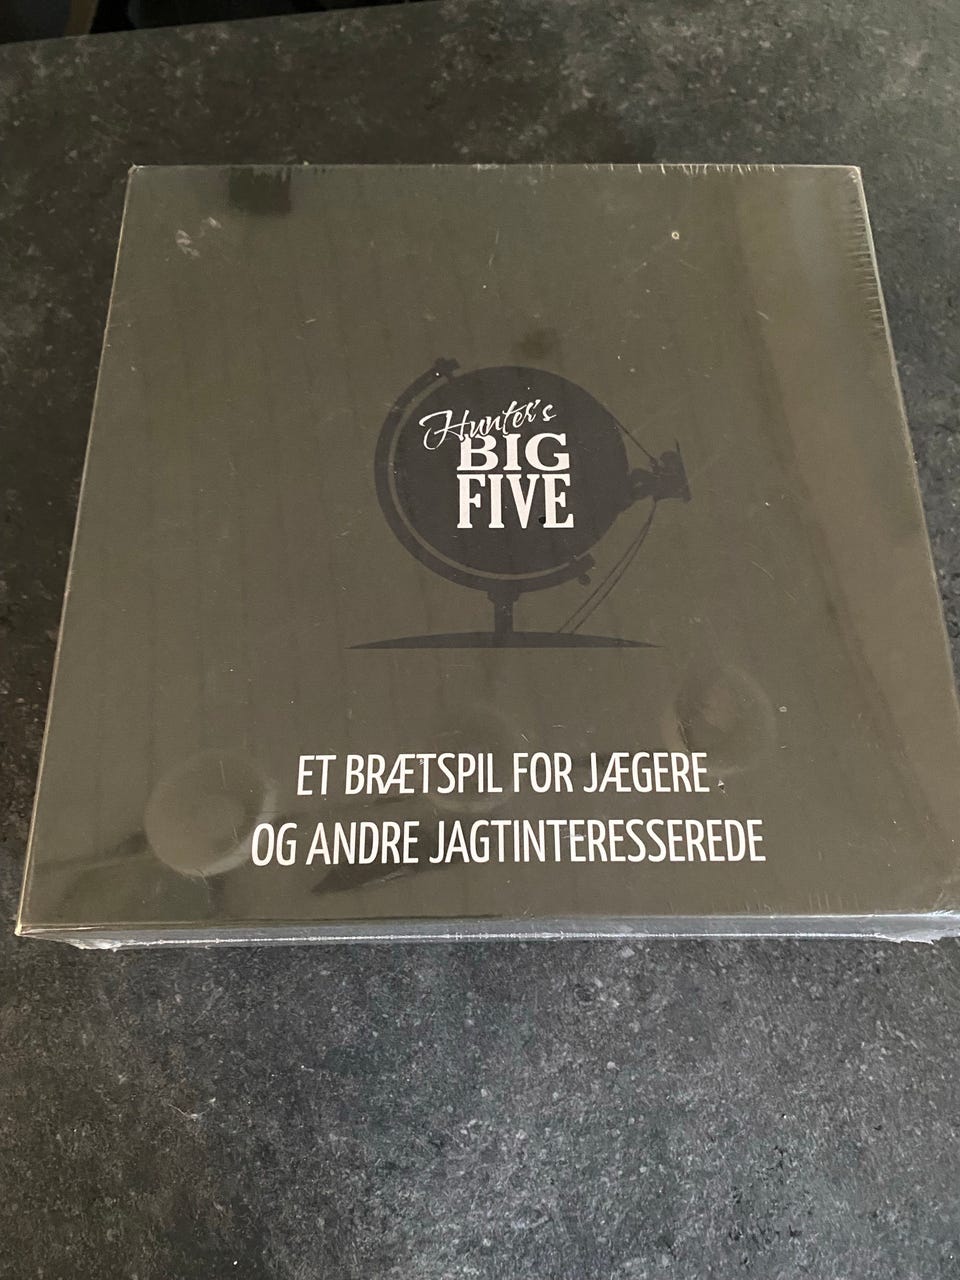 Hunter's
BIG
FIVE
ET BRÆTSPIL FOR JÆGERE
OG ANDRE JAGTINTERESSEREDE